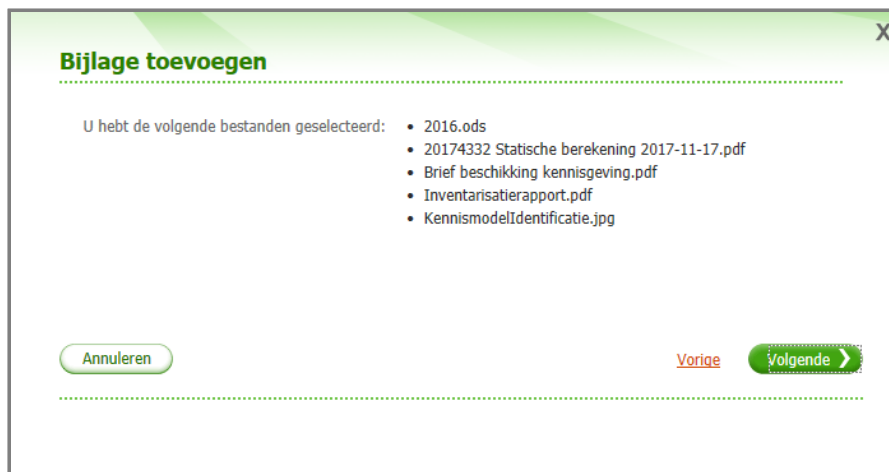 X
Bijlage toevoegen
U hebt de volgende bestanden geselecteerd:
• 2016.ods
• 20174332 Statische berekening 2017-11-17.pdf
• Brief beschikking kennisgeving.pdf
• Inventarisatierapport.pdf
• KennismodelIdentificatie.jpg
Annuleren
Vorige
Volgende ❯